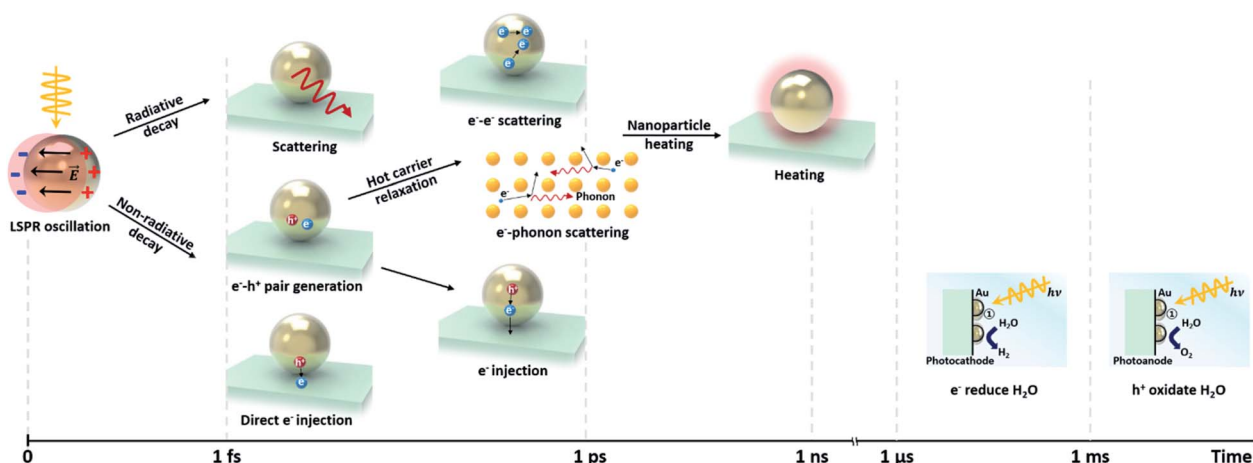 Radiative
decay
- - -
+ + +
E
LSPR oscillation
Non-radiative
decay
Scattering
h⁺ e⁻
e⁻-h⁺ pair generation
h⁺
e⁻
Direct e⁻ injection
Hot carrier
relaxation
e⁻ e⁻
e⁻
e⁻
e⁻-e⁻ scattering
e⁻
e⁻
Phonon
e⁻-phonon scattering
h⁺
e⁻
e⁻ injection
Nanoparticle
heating
Heating
Au
hν
①
H₂O
H₂
Photocathode
e⁻ reduce H₂O
Au
hν
①
H₂O
O₂
Photoanode
h⁺ oxidate H₂O
0 1 fs 1 ps 1 ns 1 µs 1 ms Time